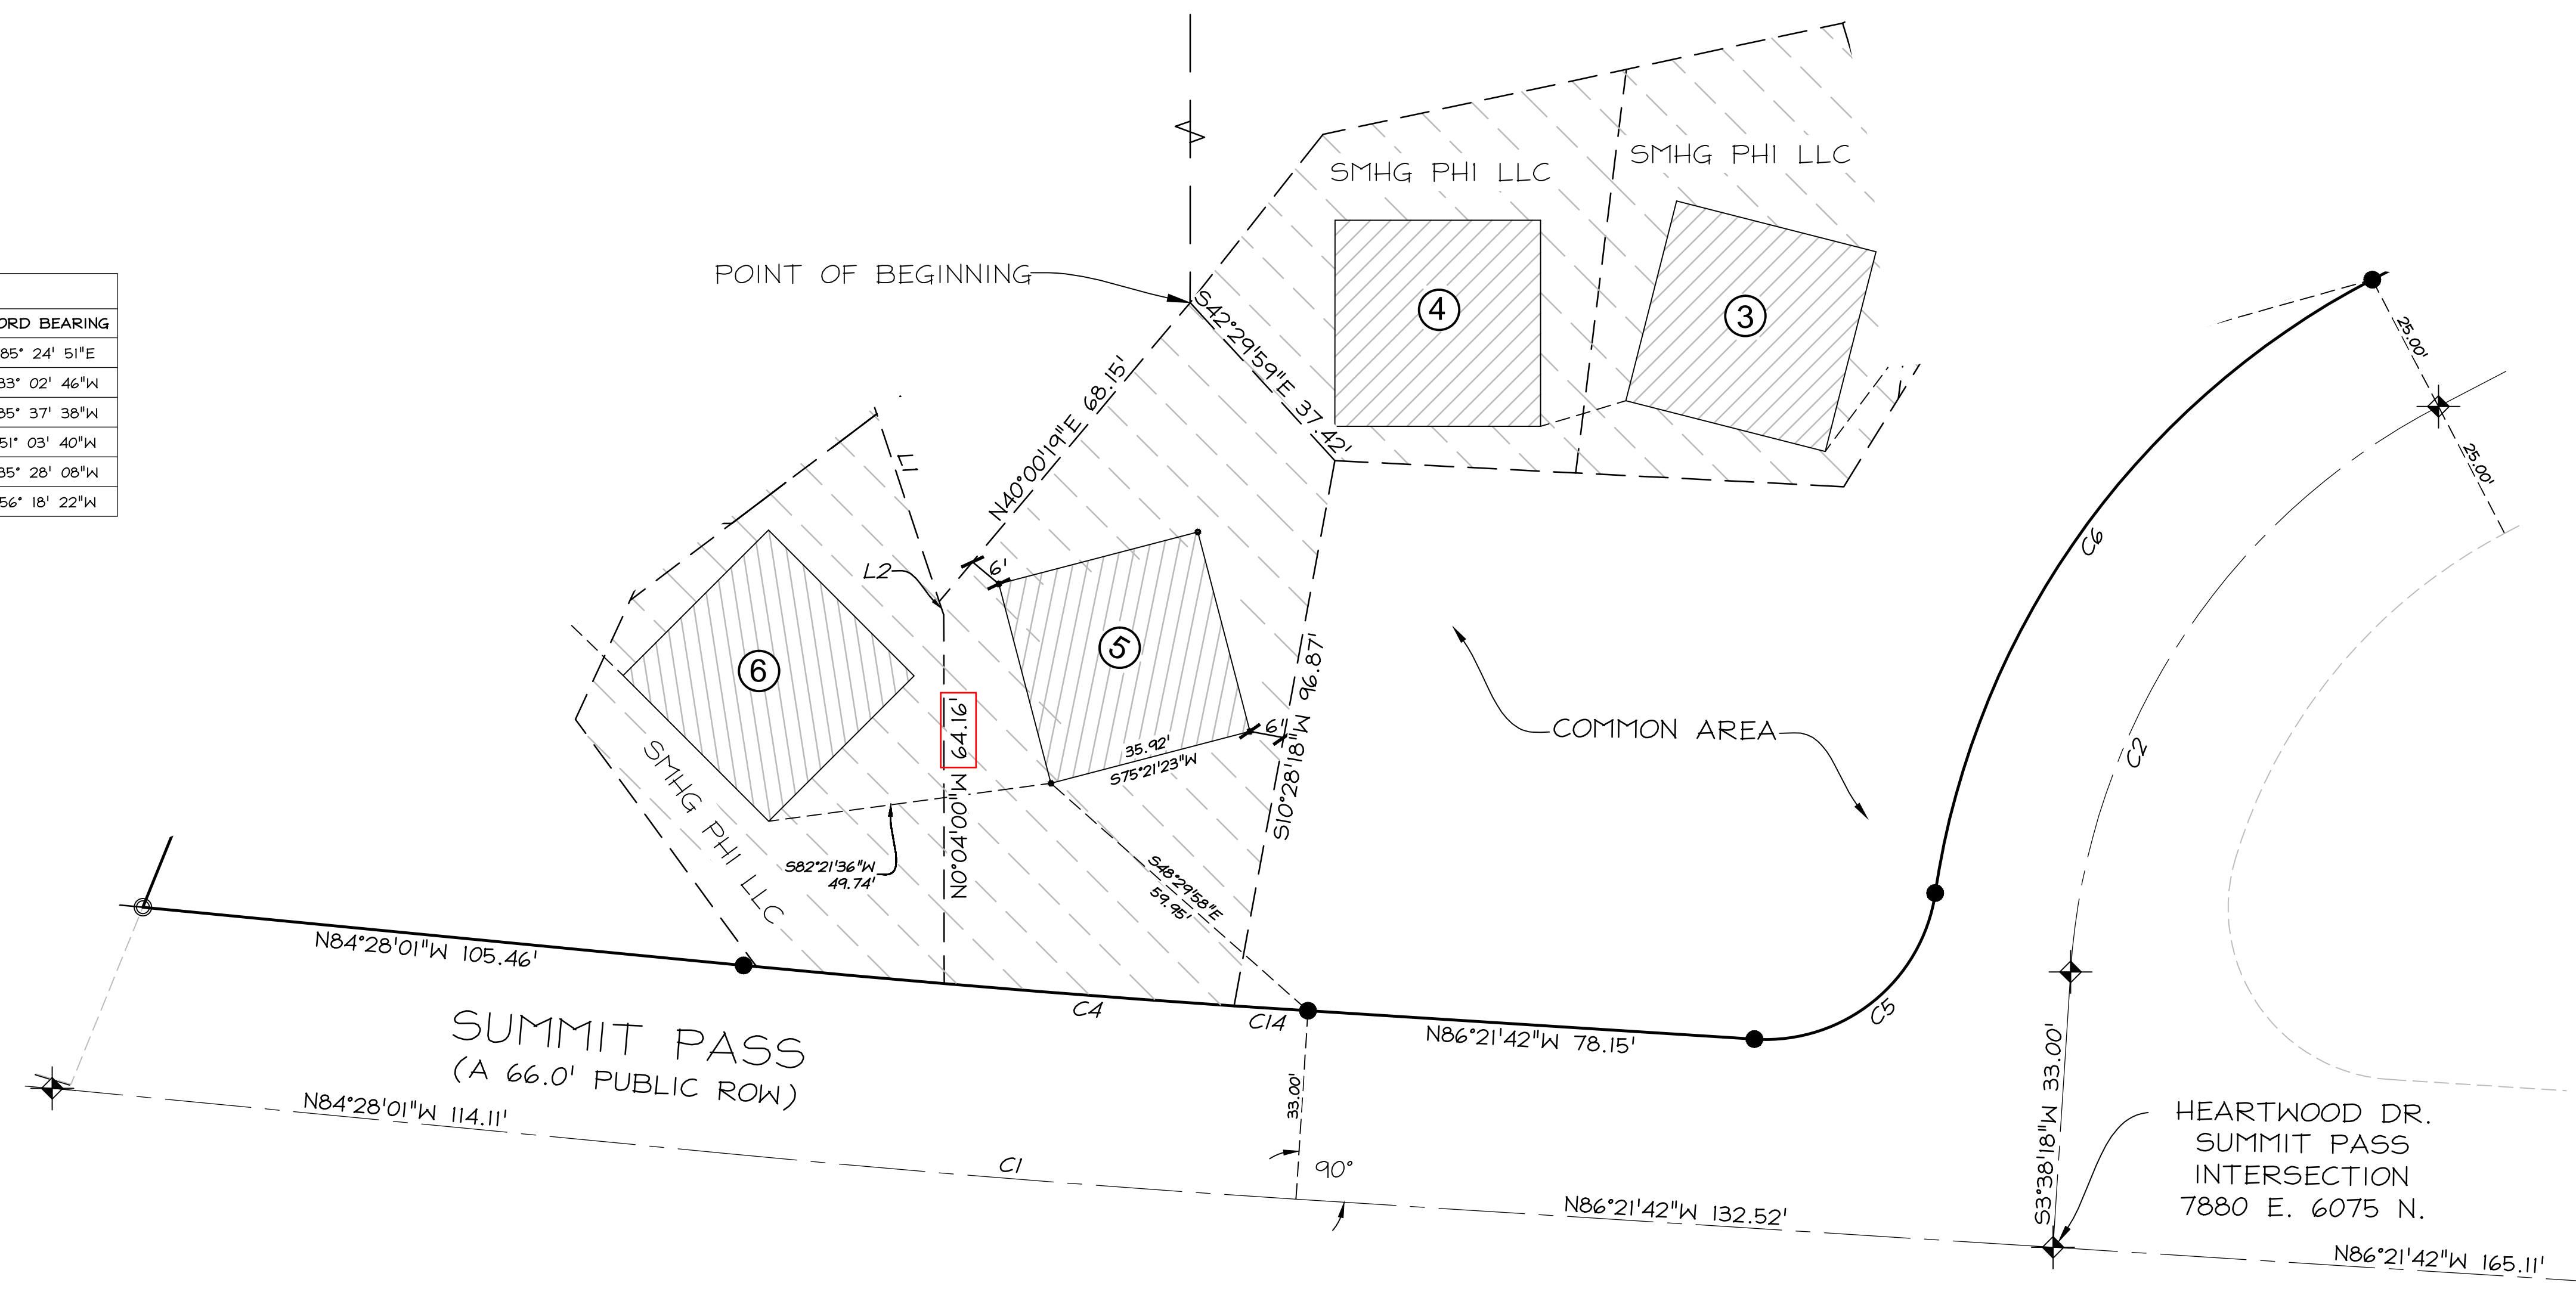 ORD BEARING
85° 24' 51"E
33° 02' 46"W
85° 37' 38"W
51° 03' 40"W
35° 28' 08"W
56° 18' 22"W
SMHG PHI LLC
SMHG PHI LLC
4
3
POINT OF BEGINNING
S42°29'59"E 37.42'
N40°00'19"E 68.15'
L1
L2
6'
5
6
6'
35.92'
S75°21'23"W
N0°04'00"W 64.16'
S10°28'18"W 96.87'
SMHG PHI LLC
S82°21'36"W
49.74'
S48°29'58"E
59.95'
COMMON AREA
25.00'
25.00'
C6
C2
C5
N84°28'01"W 105.46'
C4
C14
N86°21'42"W 78.15'
SUMMIT PASS
(A 66.0' PUBLIC ROW)
33.00'
90°
S3°38'18"W 33.00'
HEARTWOOD DR.
SUMMIT PASS
INTERSECTION
7880 E. 6075 N.
N84°28'01"W 114.11'
C1
N86°21'42"W 132.52'
N86°21'42"W 165.11'